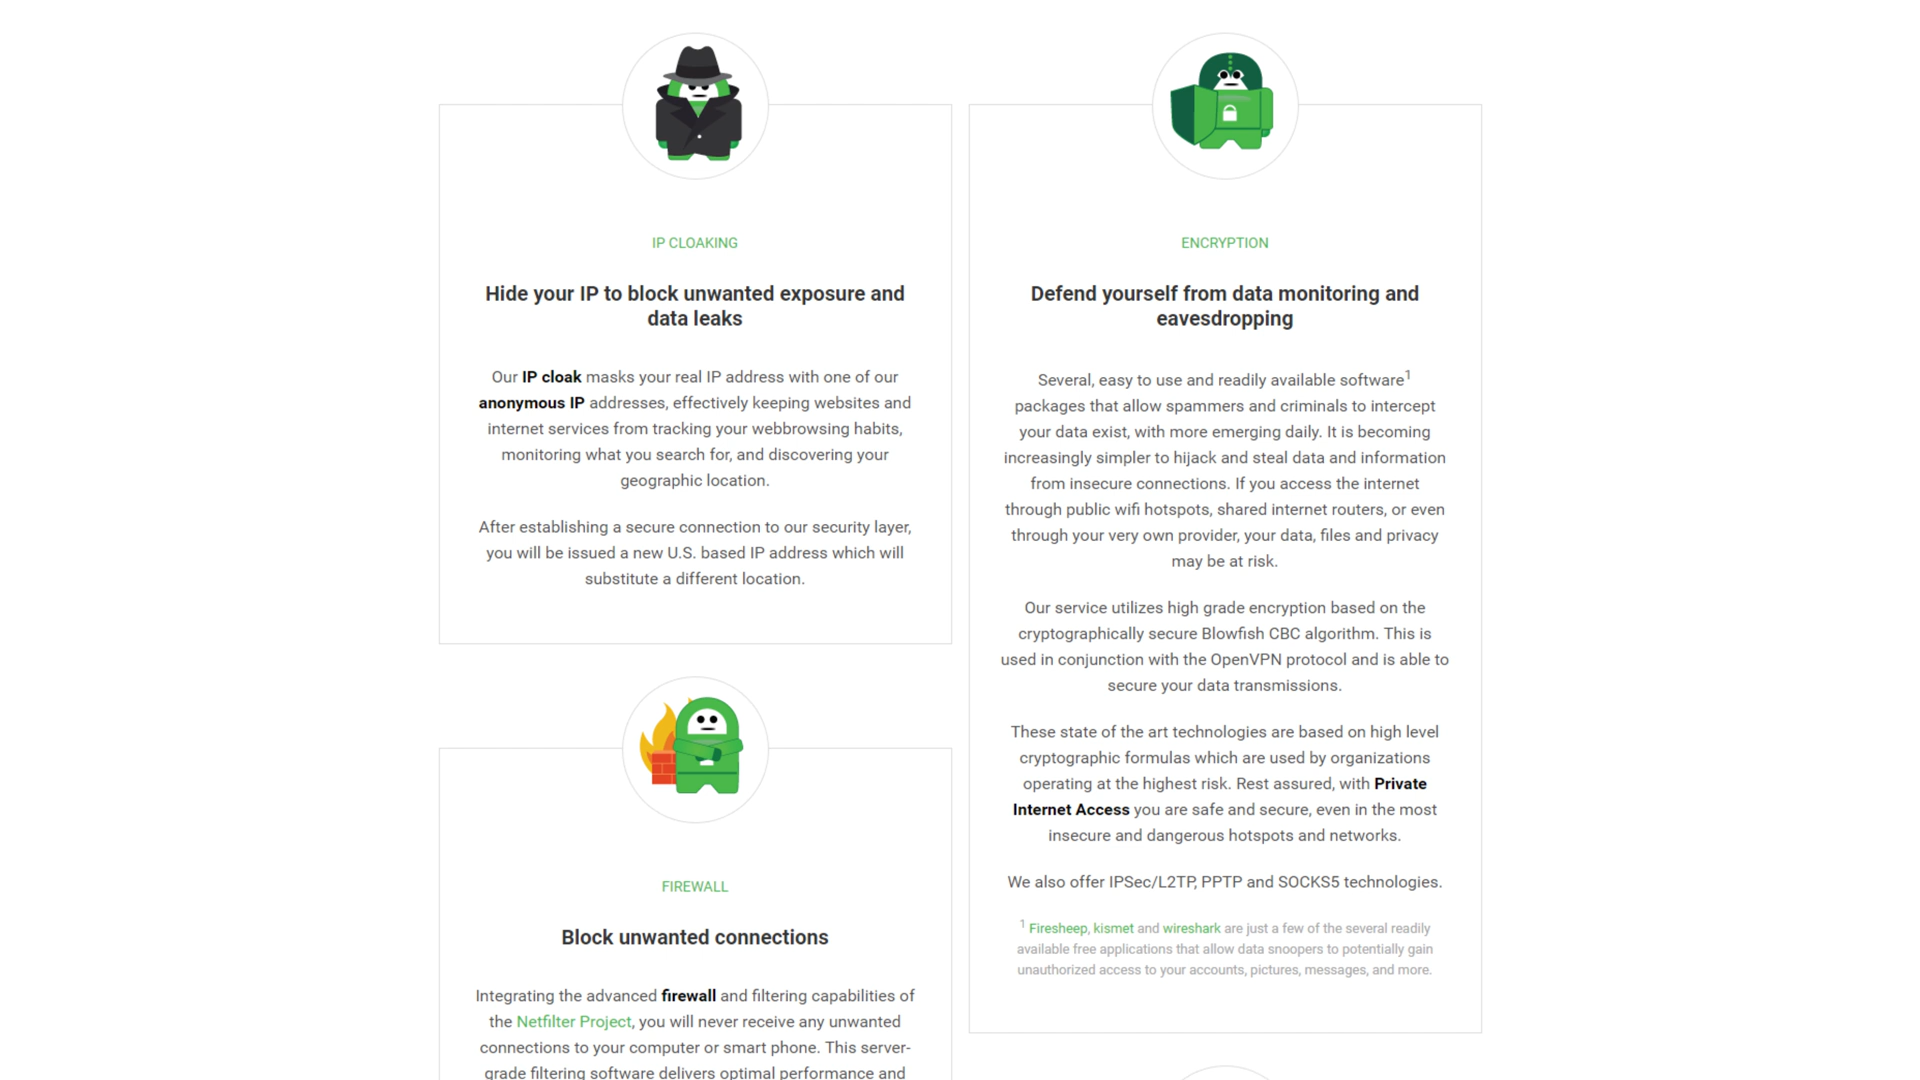 IP CLOAKING
Hide your IP to block unwanted exposure and
data leaks
Our IP cloak masks your real IP address with one of our
anonymous IP addresses, effectively keeping websites and
internet services from tracking your webbrowsing habits,
monitoring what you search for, and discovering your
geographic location.
After establishing a secure connection to our security layer,
you will be issued a new U.S. based IP address which will
substitute a different location.
FIREWALL
Block unwanted connections
Integrating the advanced firewall and filtering capabilities of
the Netfilter Project, you will never receive any unwanted
connections to your computer or smart phone. This server-
grade filtering software delivers optimal performance and
ENCRYPTION
Defend yourself from data monitoring and
eavesdropping
Several, easy to use and readily available software1
packages that allow spammers and criminals to intercept
your data exist, with more emerging daily. It is becoming
increasingly simpler to hijack and steal data and information
from insecure connections. If you access the internet
through public wifi hotspots, shared internet routers, or even
through your very own provider, your data, files and privacy
may be at risk.
Our service utilizes high grade encryption based on the
cryptographically secure Blowfish CBC algorithm. This is
used in conjunction with the OpenVPN protocol and is able to
secure your data transmissions.
These state of the art technologies are based on high level
cryptographic formulas which are used by organizations
operating at the highest risk. Rest assured, with Private
Internet Access you are safe and secure, even in the most
insecure and dangerous hotspots and networks.
We also offer IPSec/L2TP, PPTP and SOCKS5 technologies.
1 Firesheep, kismet and wireshark are just a few of the several readily
available free applications that allow data snoopers to potentially gain
unauthorized access to your accounts, pictures, messages, and more.